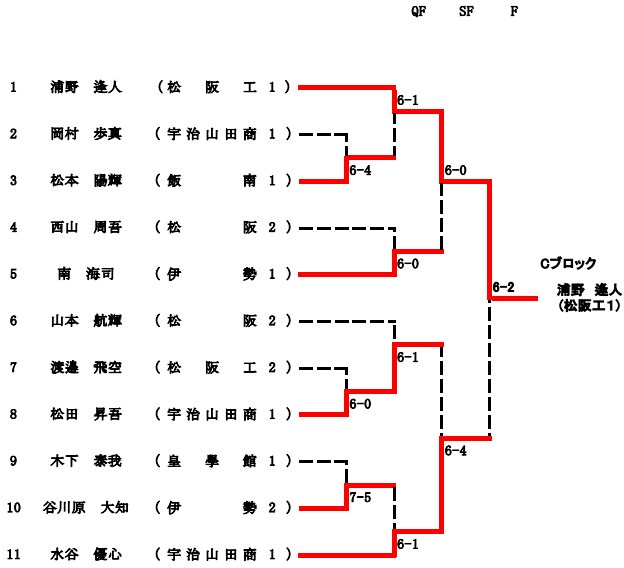 QF SF F
1 浦野 逢人 (松阪工 1)
6-1
2 岡村 歩真 (宇治山田商 1)
6-4 6-0
3 松本 陽輝 (飯南 1)
4 西山 周吾 (松阪 2)
6-0 Cブロック
5 南 海司 (伊勢 1)
6-2 浦野 逢人
(松阪工1)
6 山本 航輝 (松阪 2)
6-1
7 渡邉 飛空 (松阪工 2)
6-0
8 松田 昇吾 (宇治山田商 1)
6-4
9 木下 泰我 (皇學館 1)
7-5
10 谷川原 大知 (伊勢 2)
6-1
11 水谷 優心 (宇治山田商 1)